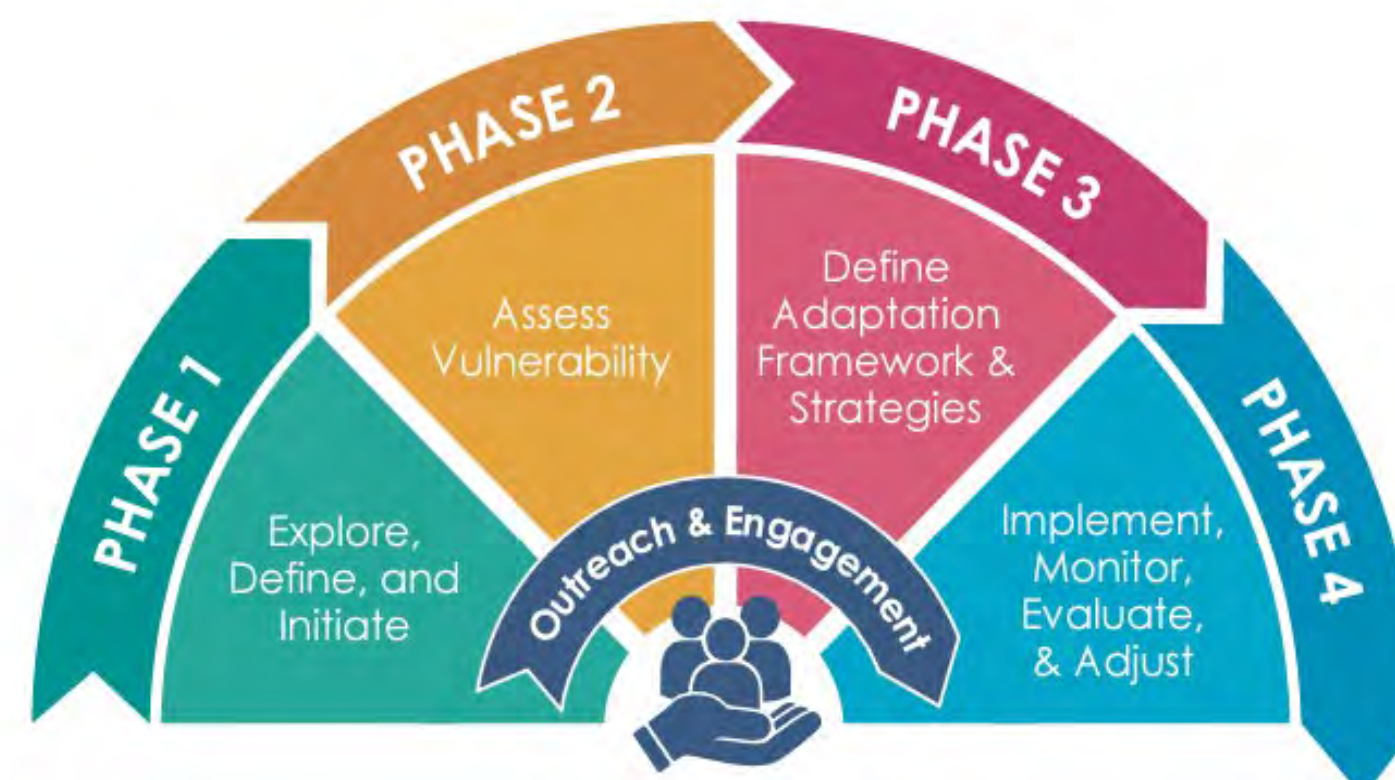 PHASE 1
Explore,
Define, and
Initiate
PHASE 2
Assess
Vulnerability
PHASE 3
Define
Adaptation
Framework &
Strategies
PHASE 4
Implement,
Monitor,
Evaluate,
& Adjust
Outreach & Engagement